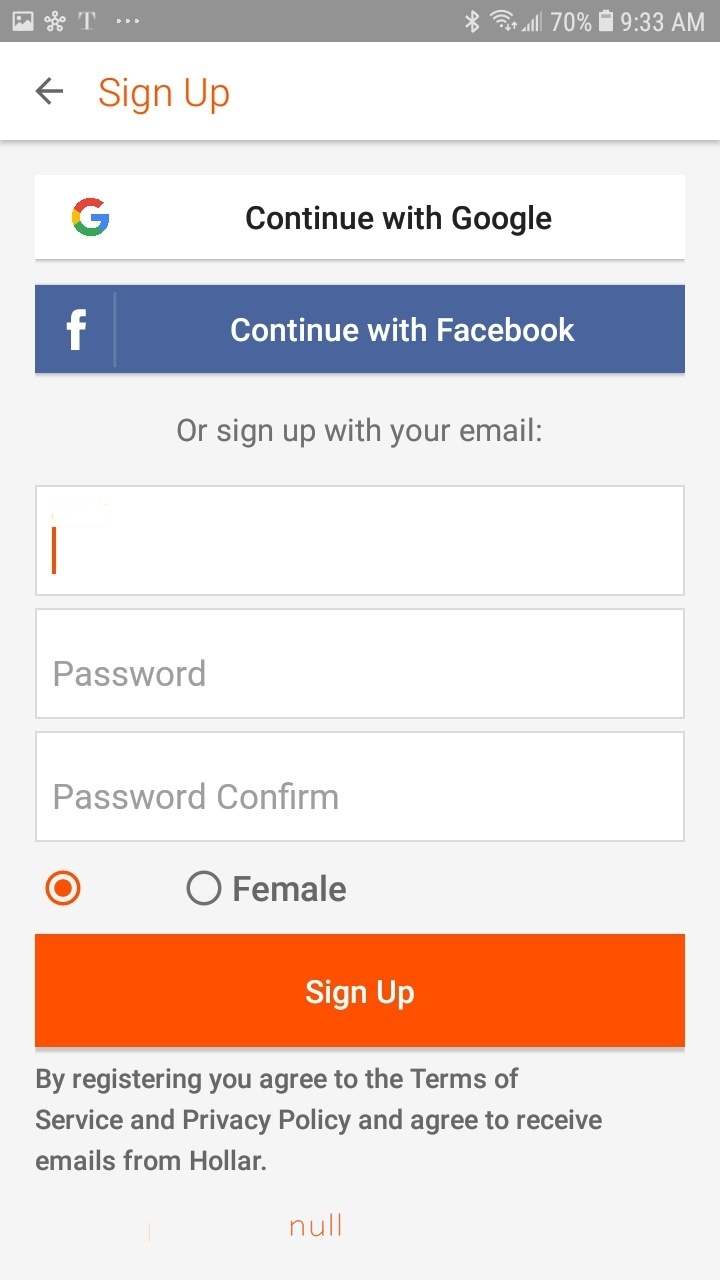 70% 9:33 AM
Sign Up
Continue with Google
Continue with Facebook
Or sign up with your email:
Password
Password Confirm
Female
Sign Up
By registering you agree to the Terms of
Service and Privacy Policy and agree to receive
emails from Hollar.
null